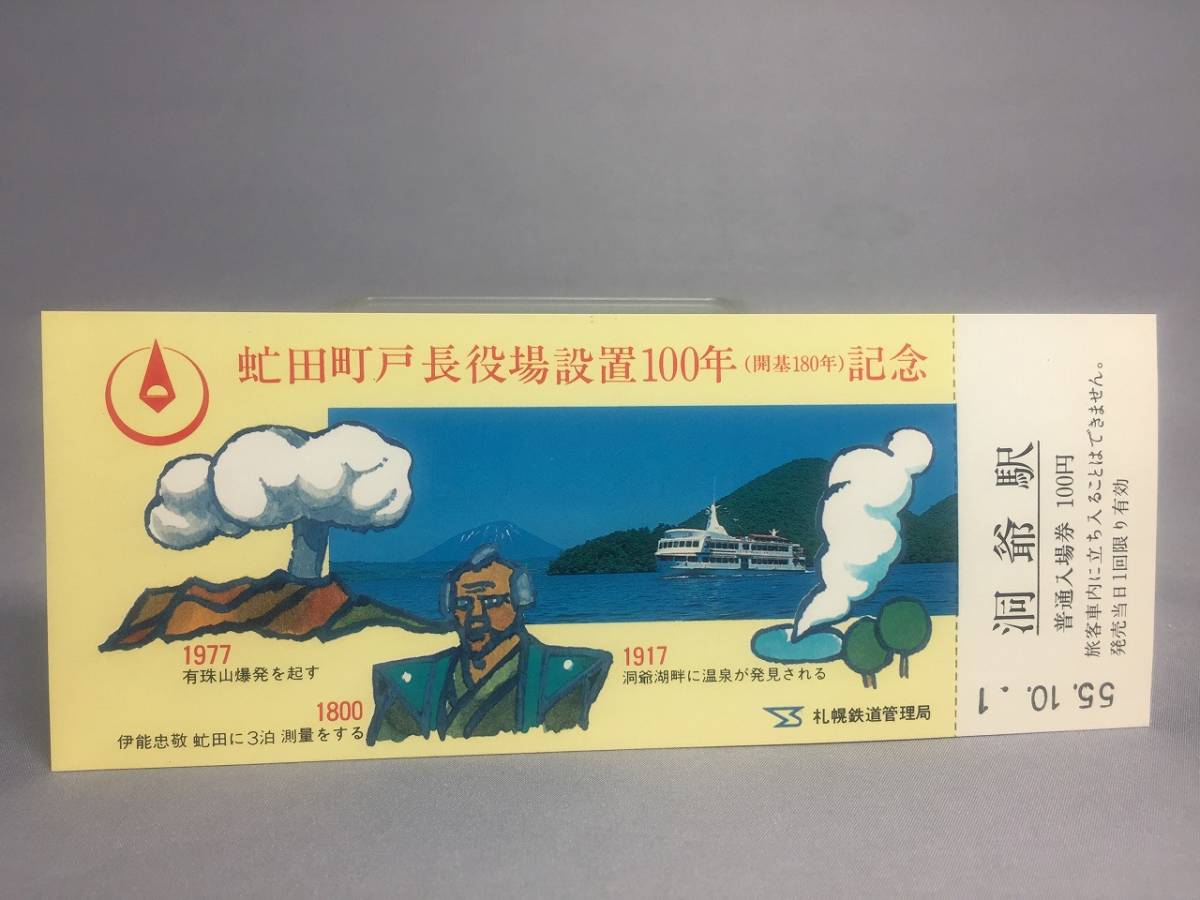 虻田町戸長役場設置100年(開基180年)記念
1977
有珠山爆発を起す
1800
伊能忠敬 虻田に3泊 測量をする
1917
洞爺湖畔に温泉が発見される
札幌鉄道管理局
洞爺駅
普通入場券 100円
旅客車内に立ち入ることはできません。
発売当日1回限り有効
55.10.-1